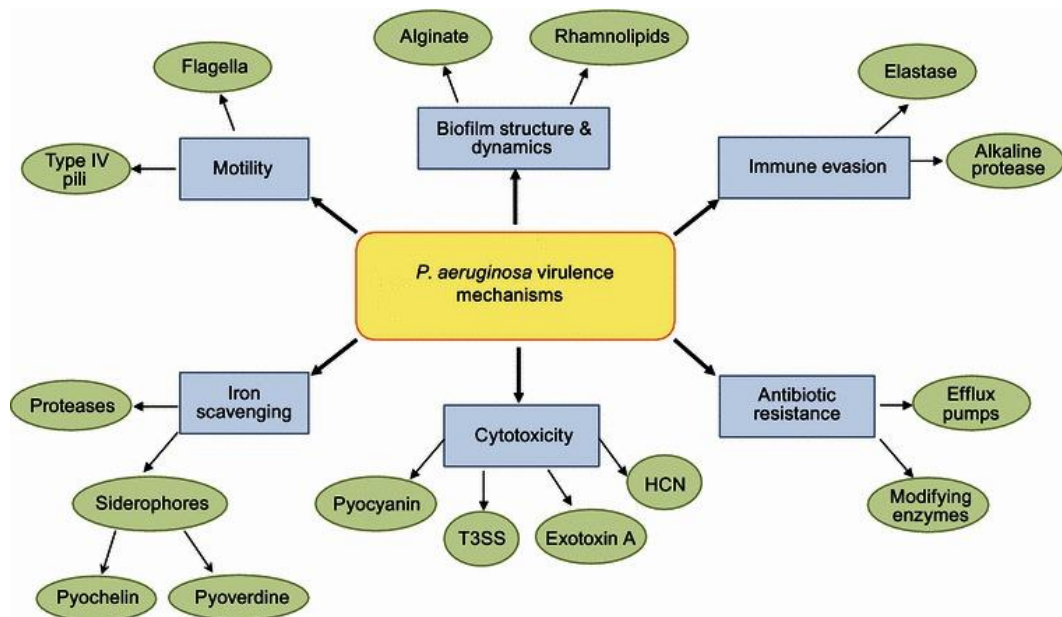 Alginate
Rhamnolipids
Flagella
Elastase
Biofilm structure &
dynamics
Type IV
pili
Motility
Immune evasion
Alkaline
protease
P. aeruginosa virulence
mechanisms
Proteases
Iron
scavenging
Antibiotic
resistance
Efflux
pumps
Cytotoxicity
Siderophores
Pyocyanin
HCN
Modifying
enzymes
T3SS
Exotoxin A
Pyochelin
Pyoverdine